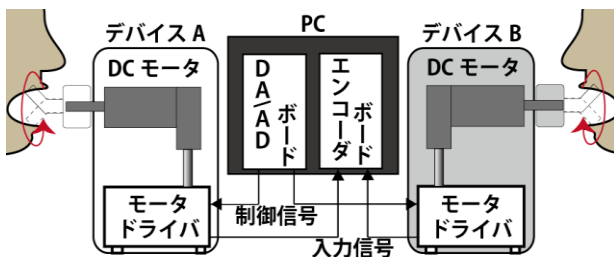 デバイス A
PC
デバイス B
DC モータ
DA/AD
ボード
エンコーダ
ボード
DC モータ
モータ
ドライバ
制御信号
入力信号
モータ
ドライバ